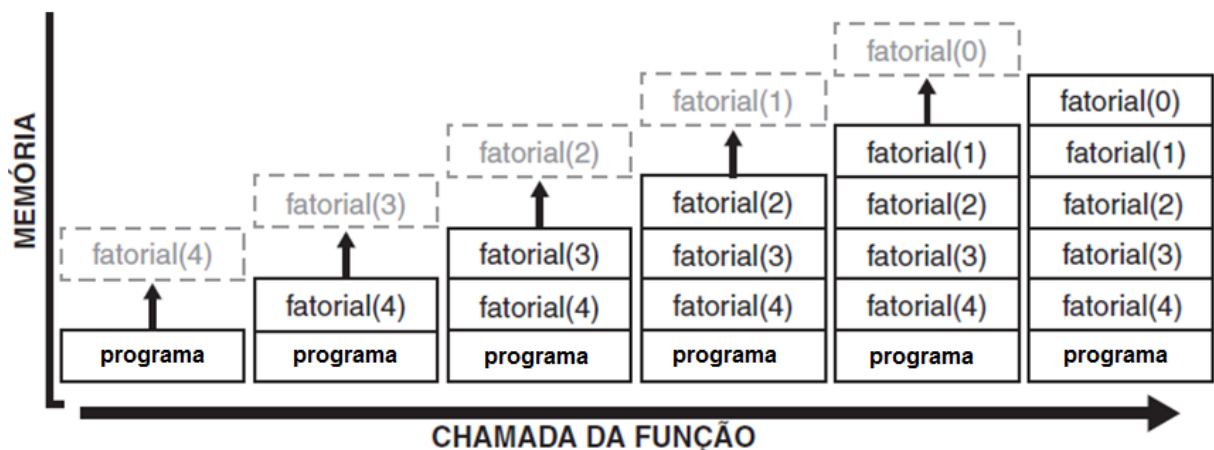 MEMÓRIA
fatorial(4)
programa
fatorial(3)
fatorial(4)
programa
fatorial(2)
fatorial(3)
fatorial(4)
programa
fatorial(1)
fatorial(2)
fatorial(3)
fatorial(4)
programa
fatorial(0)
fatorial(1)
fatorial(2)
fatorial(3)
fatorial(4)
programa
fatorial(0)
fatorial(1)
fatorial(2)
fatorial(3)
fatorial(4)
programa
CHAMADA DA FUNÇÃO